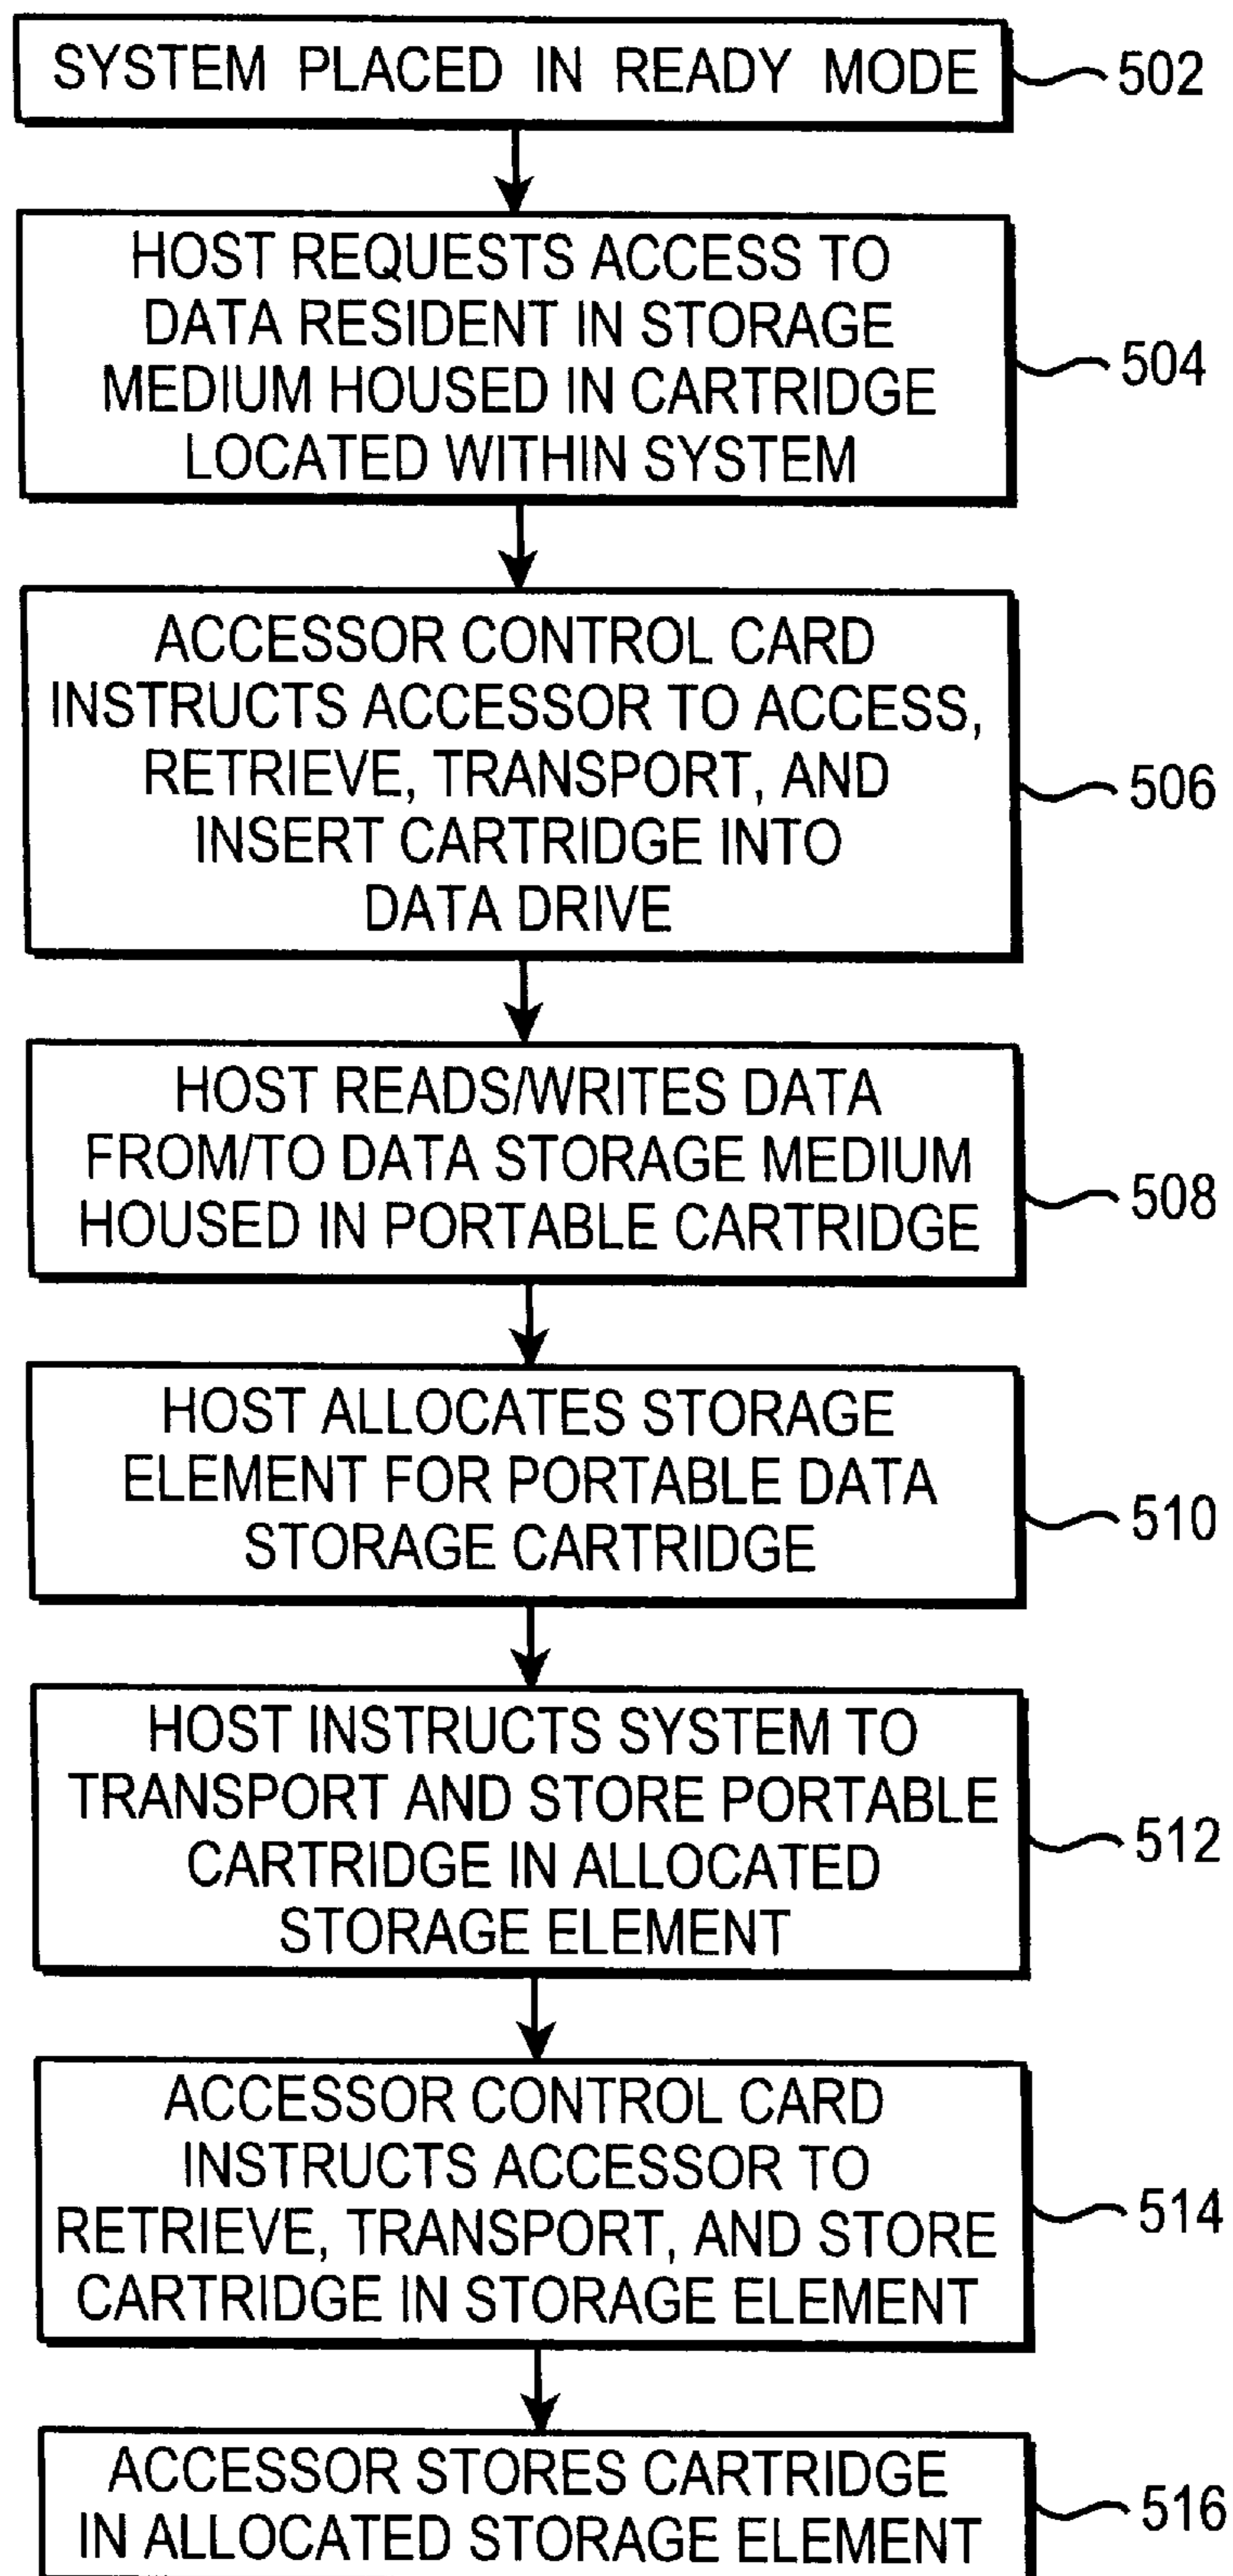 SYSTEM PLACED IN READY MODE
502
HOST REQUESTS ACCESS TO
DATA RESIDENT IN STORAGE
MEDIUM HOUSED IN CARTRIDGE
LOCATED WITHIN SYSTEM
504
ACCESSOR CONTROL CARD
INSTRUCTS ACCESSOR TO ACCESS,
RETRIEVE, TRANSPORT, AND
INSERT CARTRIDGE INTO
DATA DRIVE
506
HOST READS/WRITES DATA
FROM/TO DATA STORAGE MEDIUM
HOUSED IN PORTABLE CARTRIDGE
508
HOST ALLOCATES STORAGE
ELEMENT FOR PORTABLE DATA
STORAGE CARTRIDGE
510
HOST INSTRUCTS SYSTEM TO
TRANSPORT AND STORE PORTABLE
CARTRIDGE IN ALLOCATED
STORAGE ELEMENT
512
ACCESSOR CONTROL CARD
INSTRUCTS ACCESSOR TO
RETRIEVE, TRANSPORT, AND STORE
CARTRIDGE IN STORAGE ELEMENT
514
ACCESSOR STORES CARTRIDGE
IN ALLOCATED STORAGE ELEMENT
516